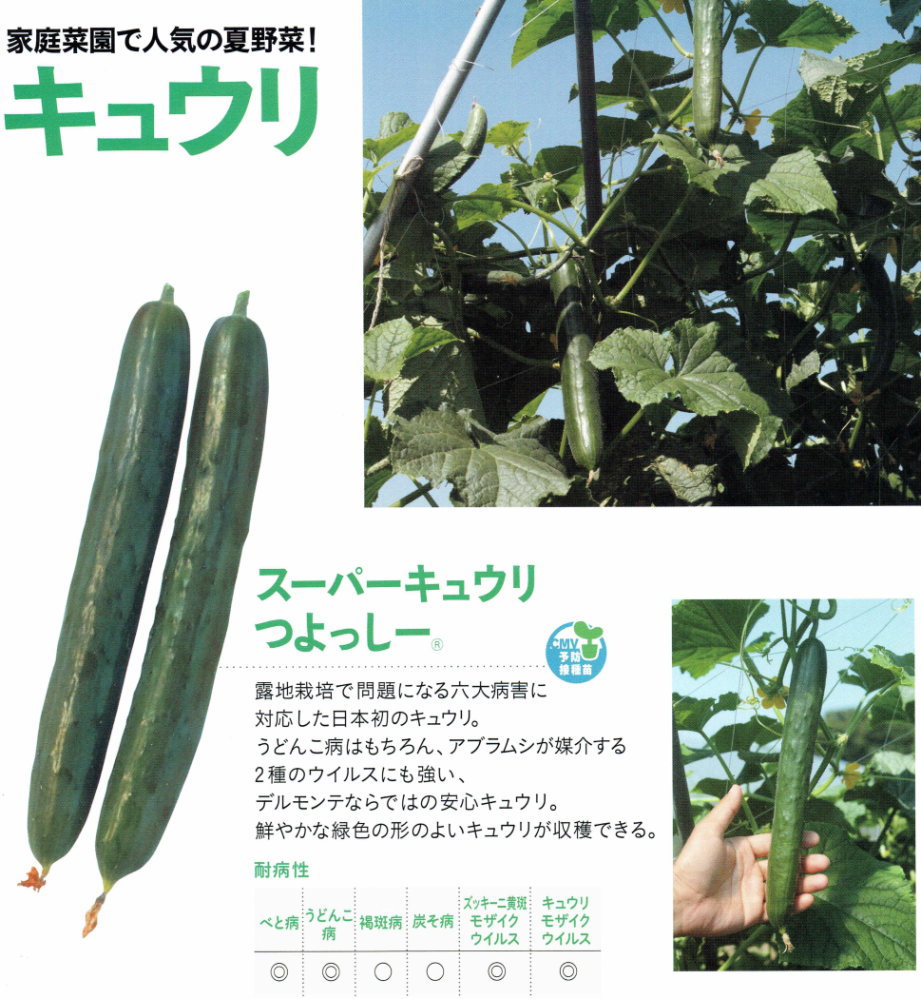 家庭菜園で人気の夏野菜！
キュウリ
スーパーキュウリ
つよっしー®
CMV
予防
接種苗
露地栽培で問題になる六大病害に
対応した日本初のキュウリ。
うどんこ病はもちろん、アブラムシが媒介する
2種のウイルスにも強い、
デルモンテならではの安心キュウリ。
鮮やかな緑色の形のよいキュウリが収穫できる。
耐病性
べと病 うどんこ病 褐斑病 炭そ病 ズッキーニ黄斑モザイクウイルス キュウリモザイクウイルス
◎ ◎ ○ ○ ◎ ◎